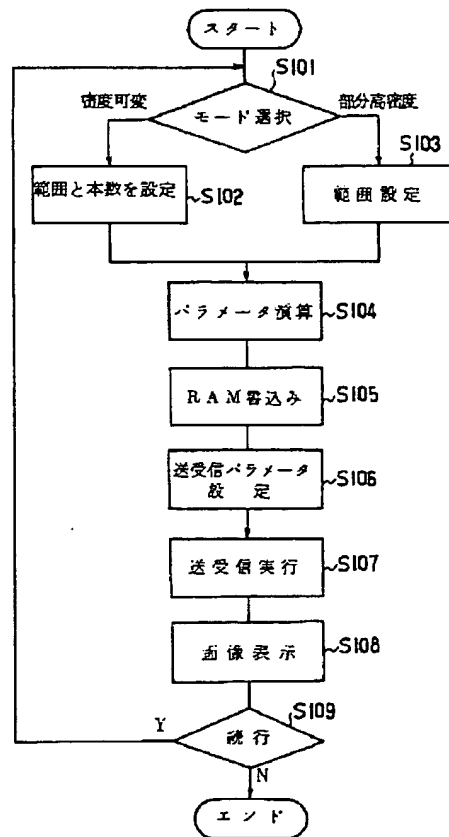 スタート
S101
密度可変
部分高密度
モード選択
S103
範囲と本数を設定
S102
範囲設定
パラメータ演算
S104
RAM書込み
S105
送受信パラメータ
設定
S106
送受信実行
S107
画像表示
S108
S109
Y
続行
N
エンド